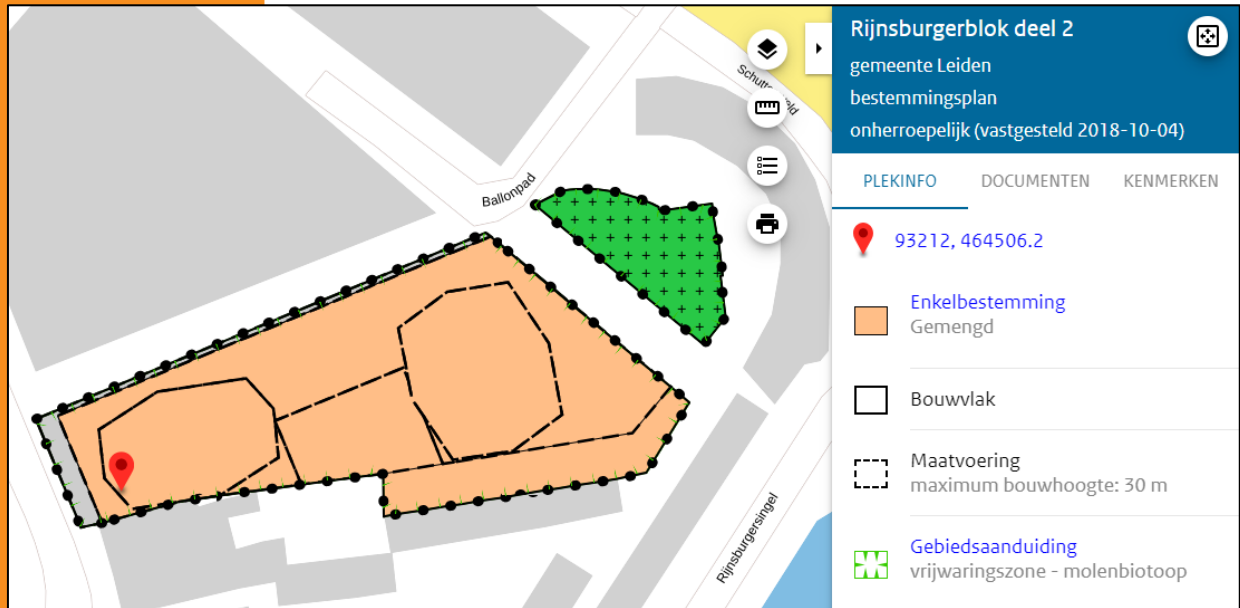 Schuttersveld
Ballonpad
Rijnsburgersingel
Rijnsburgerblok deel 2
gemeente Leiden
bestemmingsplan
onherroepelijk (vastgesteld 2018-10-04)
PLEKINFO DOCUMENTEN KENMERKEN
93212, 464506.2
Enkelbestemming
Gemengd
Bouwvlak
Maatvoering
maximum bouwhoogte: 30 m
Gebiedsaanduiding
vrijwaringszone - molenbiotoop